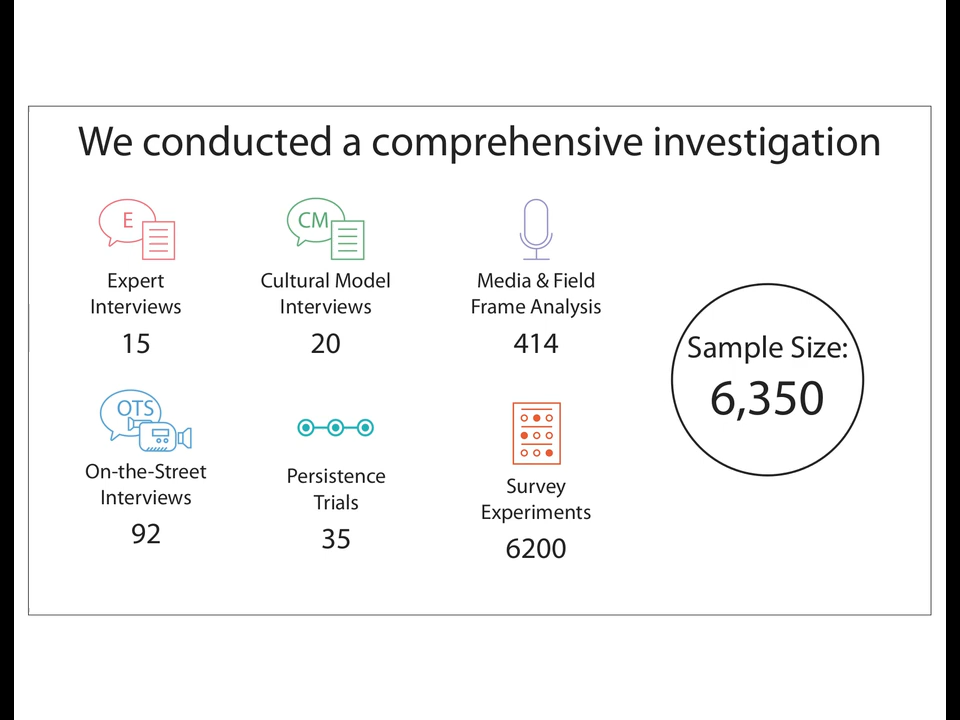 We conducted a comprehensive investigation
E
Expert
Interviews
15
CM
Cultural Model
Interviews
20
Media & Field
Frame Analysis
414
OTS
On-the-Street
Interviews
92
Persistence
Trials
35
Survey
Experiments
6200
Sample Size:
6,350